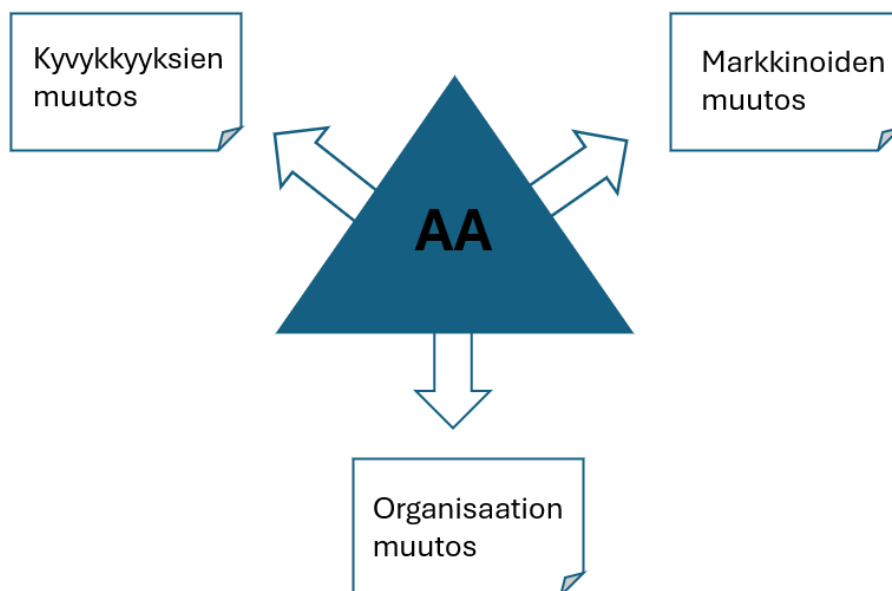 Kyvykkyyksien
muutos
Markkinoiden
muutos
AA
Organisaation
muutos